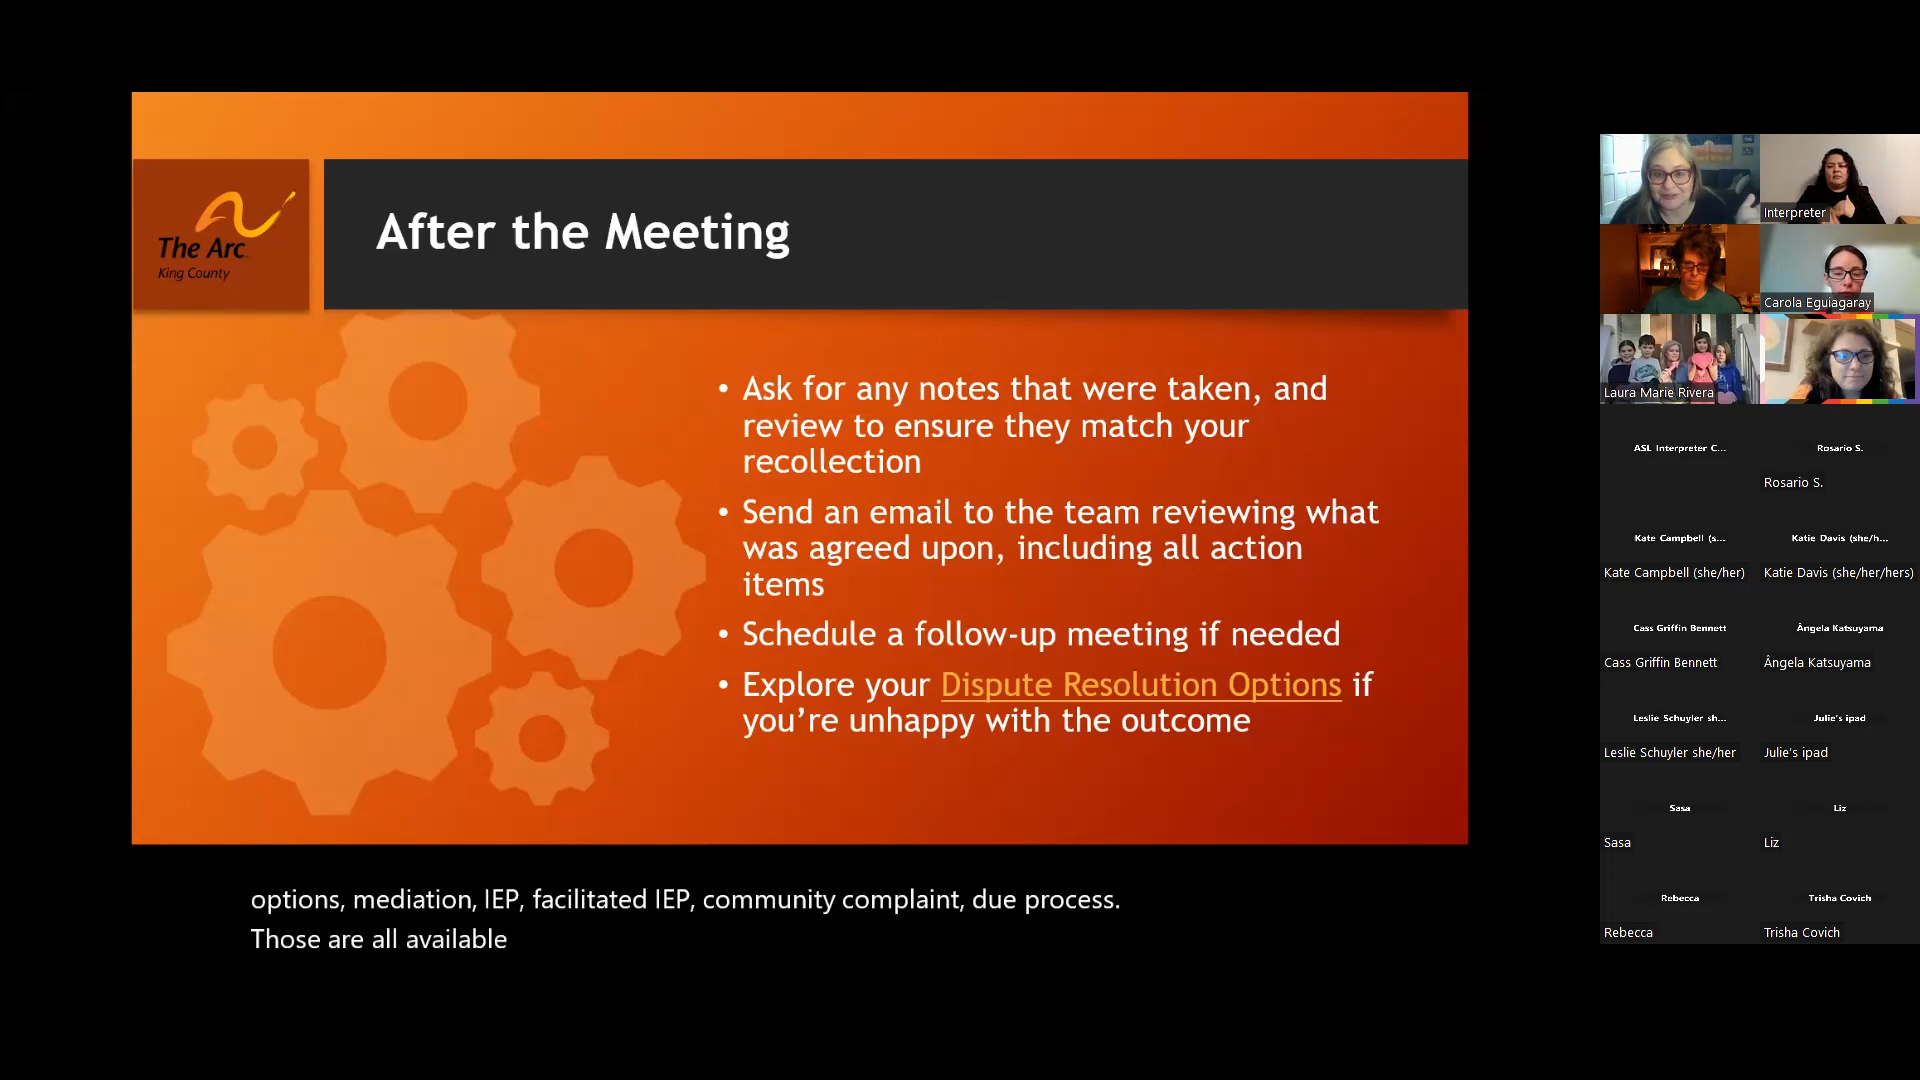 The Arc
King County
After the Meeting
• Ask for any notes that were taken, and
review to ensure they match your
recollection
• Send an email to the team reviewing what
was agreed upon, including all action
items
• Schedule a follow-up meeting if needed
• Explore your Dispute Resolution Options if
you’re unhappy with the outcome
options, mediation, IEP, facilitated IEP, community complaint, due process.
Those are all available
Interpreter
Carola Eguiagaray
Laura Marie Rivera
ASL Interpreter C...
Rosario S.
Rosario S.
Kate Campbell (s...
Katie Davis (she/h...
Kate Campbell (she/her)
Katie Davis (she/her/hers)
Cass Griffin Bennett
Ângela Katsuyama
Cass Griffin Bennett
Ângela Katsuyama
Leslie Schuyler sh...
Julie's ipad
Leslie Schuyler she/her
Julie's ipad
Sasa
Liz
Sasa
Liz
Rebecca
Trisha Covich
Rebecca
Trisha Covich